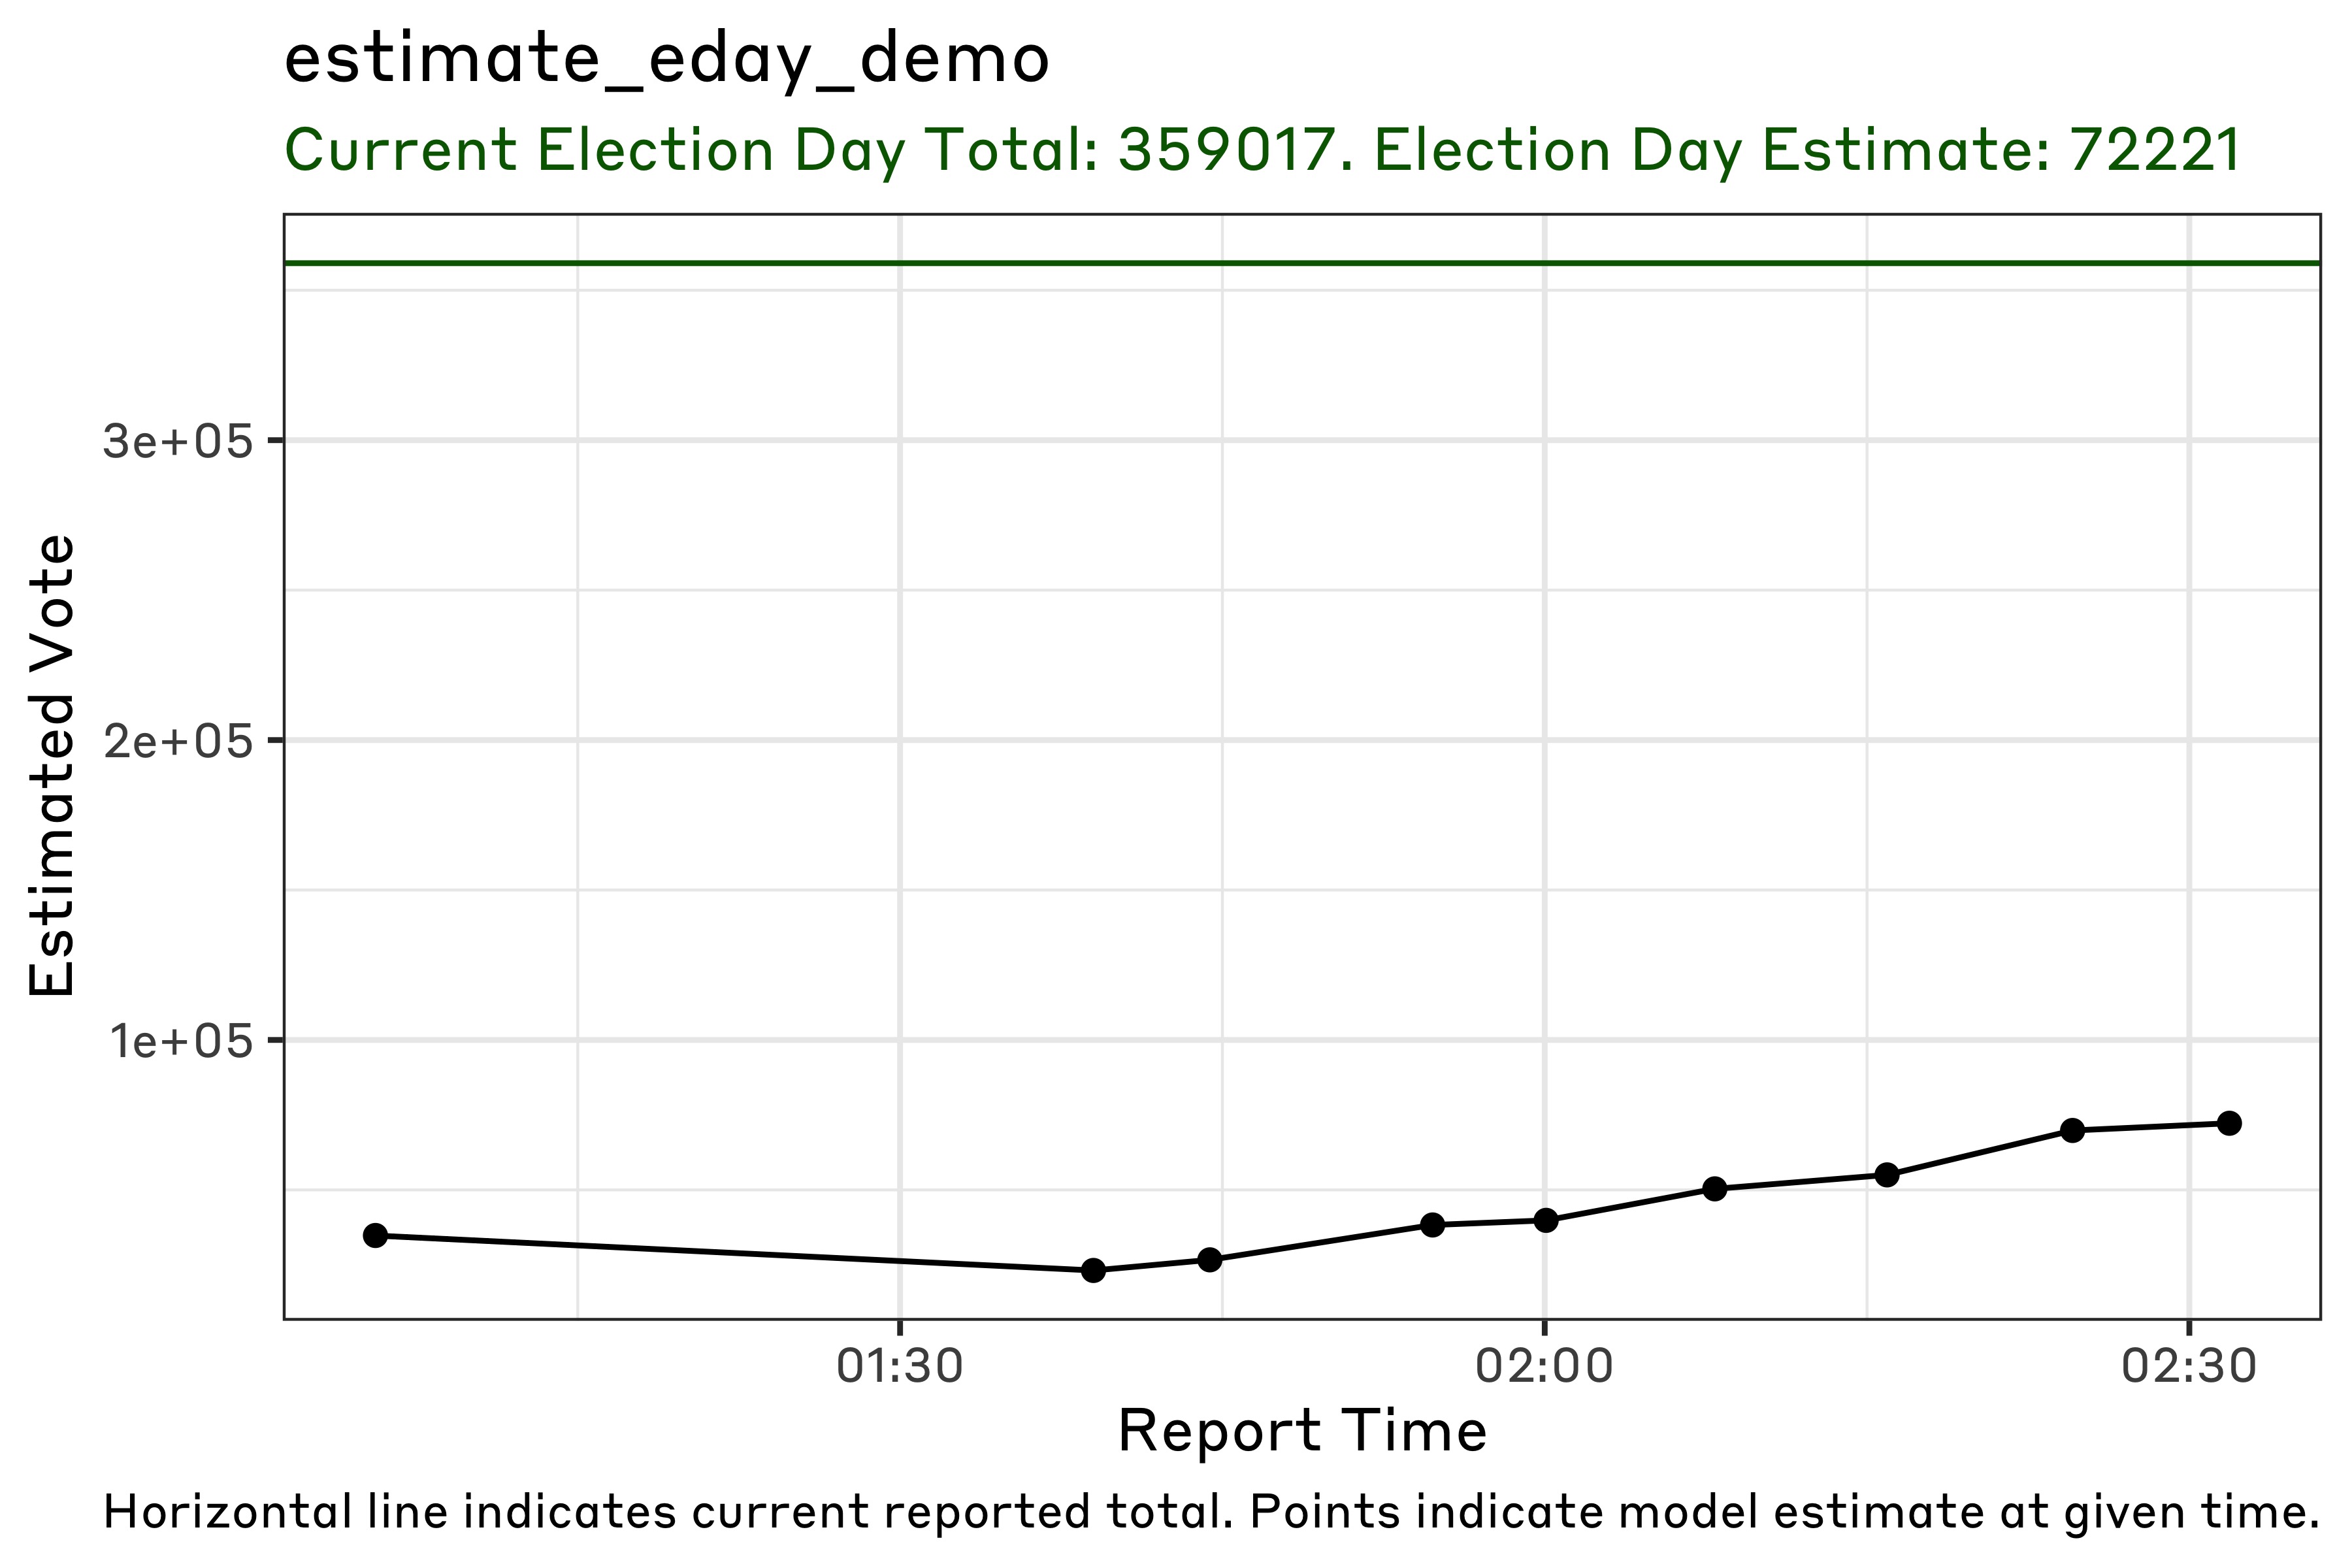 estimate_eday_demo
Current Election Day Total: 359017. Election Day Estimate: 72221
Estimated Vote
3e+05
2e+05
1e+05
01:30 02:00 02:30
Report Time
Horizontal line indicates current reported total. Points indicate model estimate at given time.